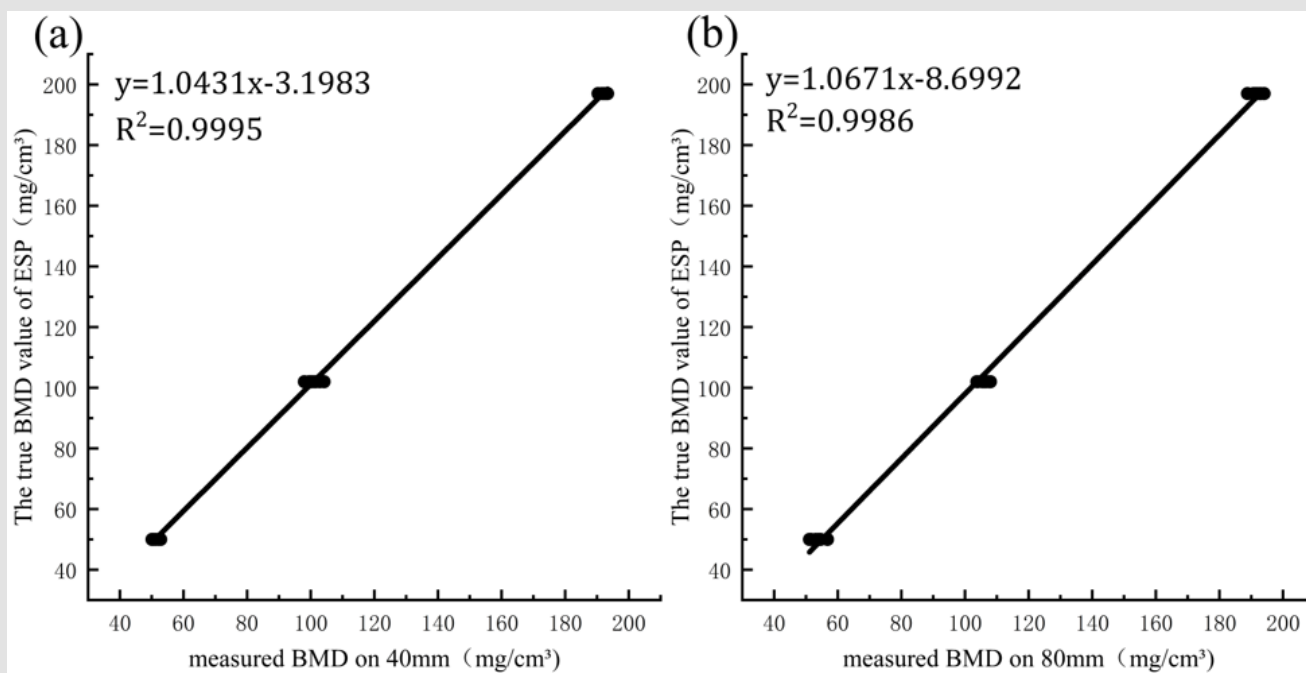 (a)
y=1.0431x-3.1983
R²=0.9995
The true BMD value of ESP（mg/cm³）
200
180
160
140
120
100
80
60
40
40 60 80 100 120 140 160 180 200
measured BMD on 40mm（mg/cm³）
(b)
y=1.0671x-8.6992
R²=0.9986
The true BMD value of ESP（mg/cm³）
200
180
160
140
120
100
80
60
40
40 60 80 100 120 140 160 180 200
measured BMD on 80mm（mg/cm³）